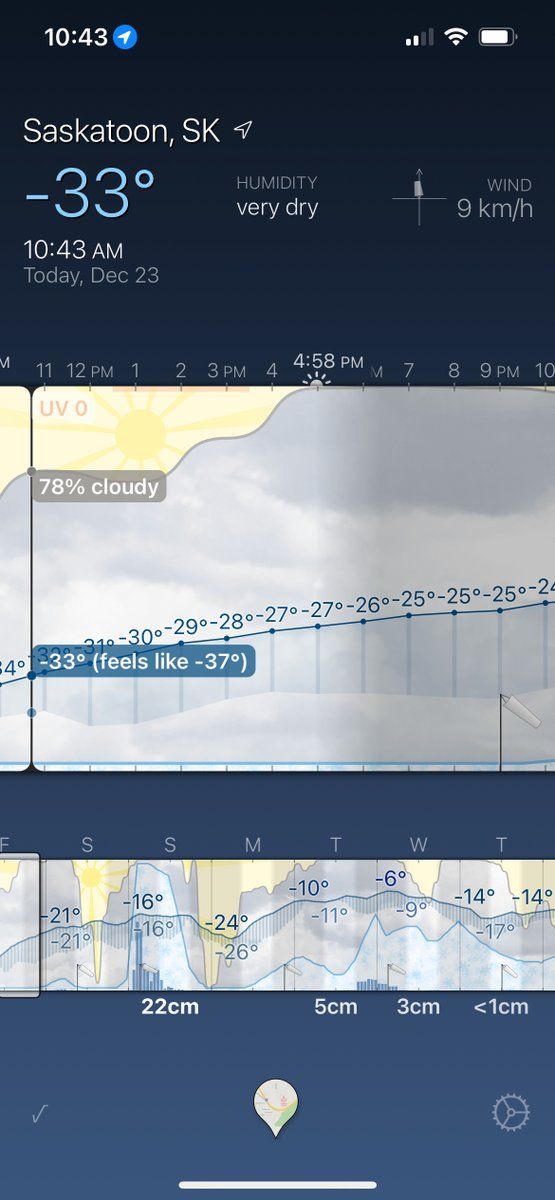 10:43
Saskatoon, SK
-33°
HUMIDITY
very dry
WIND
9 km/h
10:43 AM
Today, Dec 23
M 11 12 PM 1 2 3 PM 4 4:58 PM M 7 8 9 PM 10
UV 0
78% cloudy
34° -31° -30° -29° -28° -27° -27° -26° -25° -25° -25° -24
-33° (feels like -37°)
F S S M T W T
-21° -16° -24° -10° -6° -14° -14°
-21° -16° -26° -11° -9° -17°
22cm 5cm 3cm <1cm